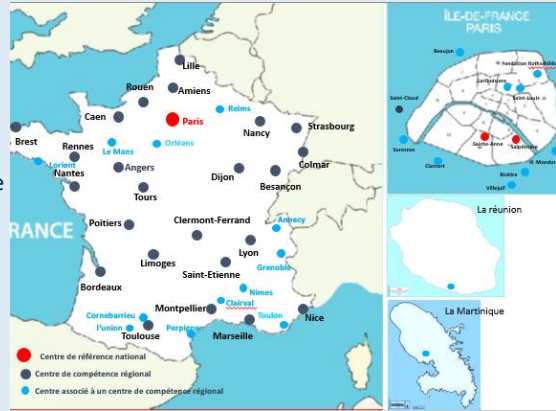 Lille
Amiens
Rouen
Reims
Caen
Paris
Nancy
Strasbourg
Brest
Rennes
Le Mans
Orléans
Colmar
Lorient
Angers
Dijon
Besançon
Nantes
Tours
RANCE
Poitiers
Clermont-Ferrand
Annecy
Lyon
Limoges
Saint-Etienne
Grenoble
Bordeaux
Nimes
Cornebarrieu
Montpellier
Clairval
l'union
Toulouse
Perpignan
Toulon
Nice
Marseille
Centre de référence national
Centre de compétence régional
Centre associé à un centre de compétence régional
ÎLE-DE-FRANCE
PARIS
Beaujon
Fondation Rothschild
Lariboisière
Saint-Cloud
Saint-Louis
Sainte-Anne
Salpêtrière
Suresnes
H. Mondor
Clamart
Bicêtre
Villejuif
La réunion
La Martinique